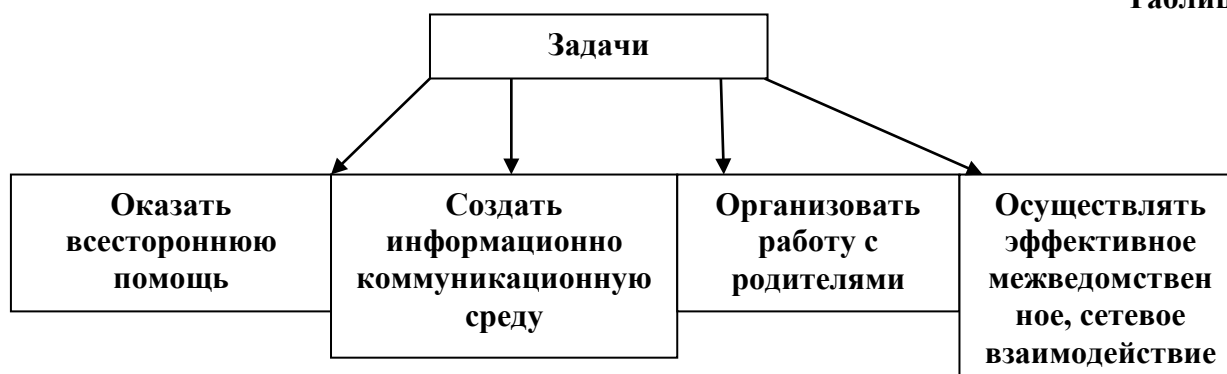 Задачи
Оказать
всестороннюю
помощь
Создать
информационно
коммуникационную
среду
Организовать
работу с
родителями
Осуществлять
эффективное
межведомствен
ное, сетевое
взаимодействие